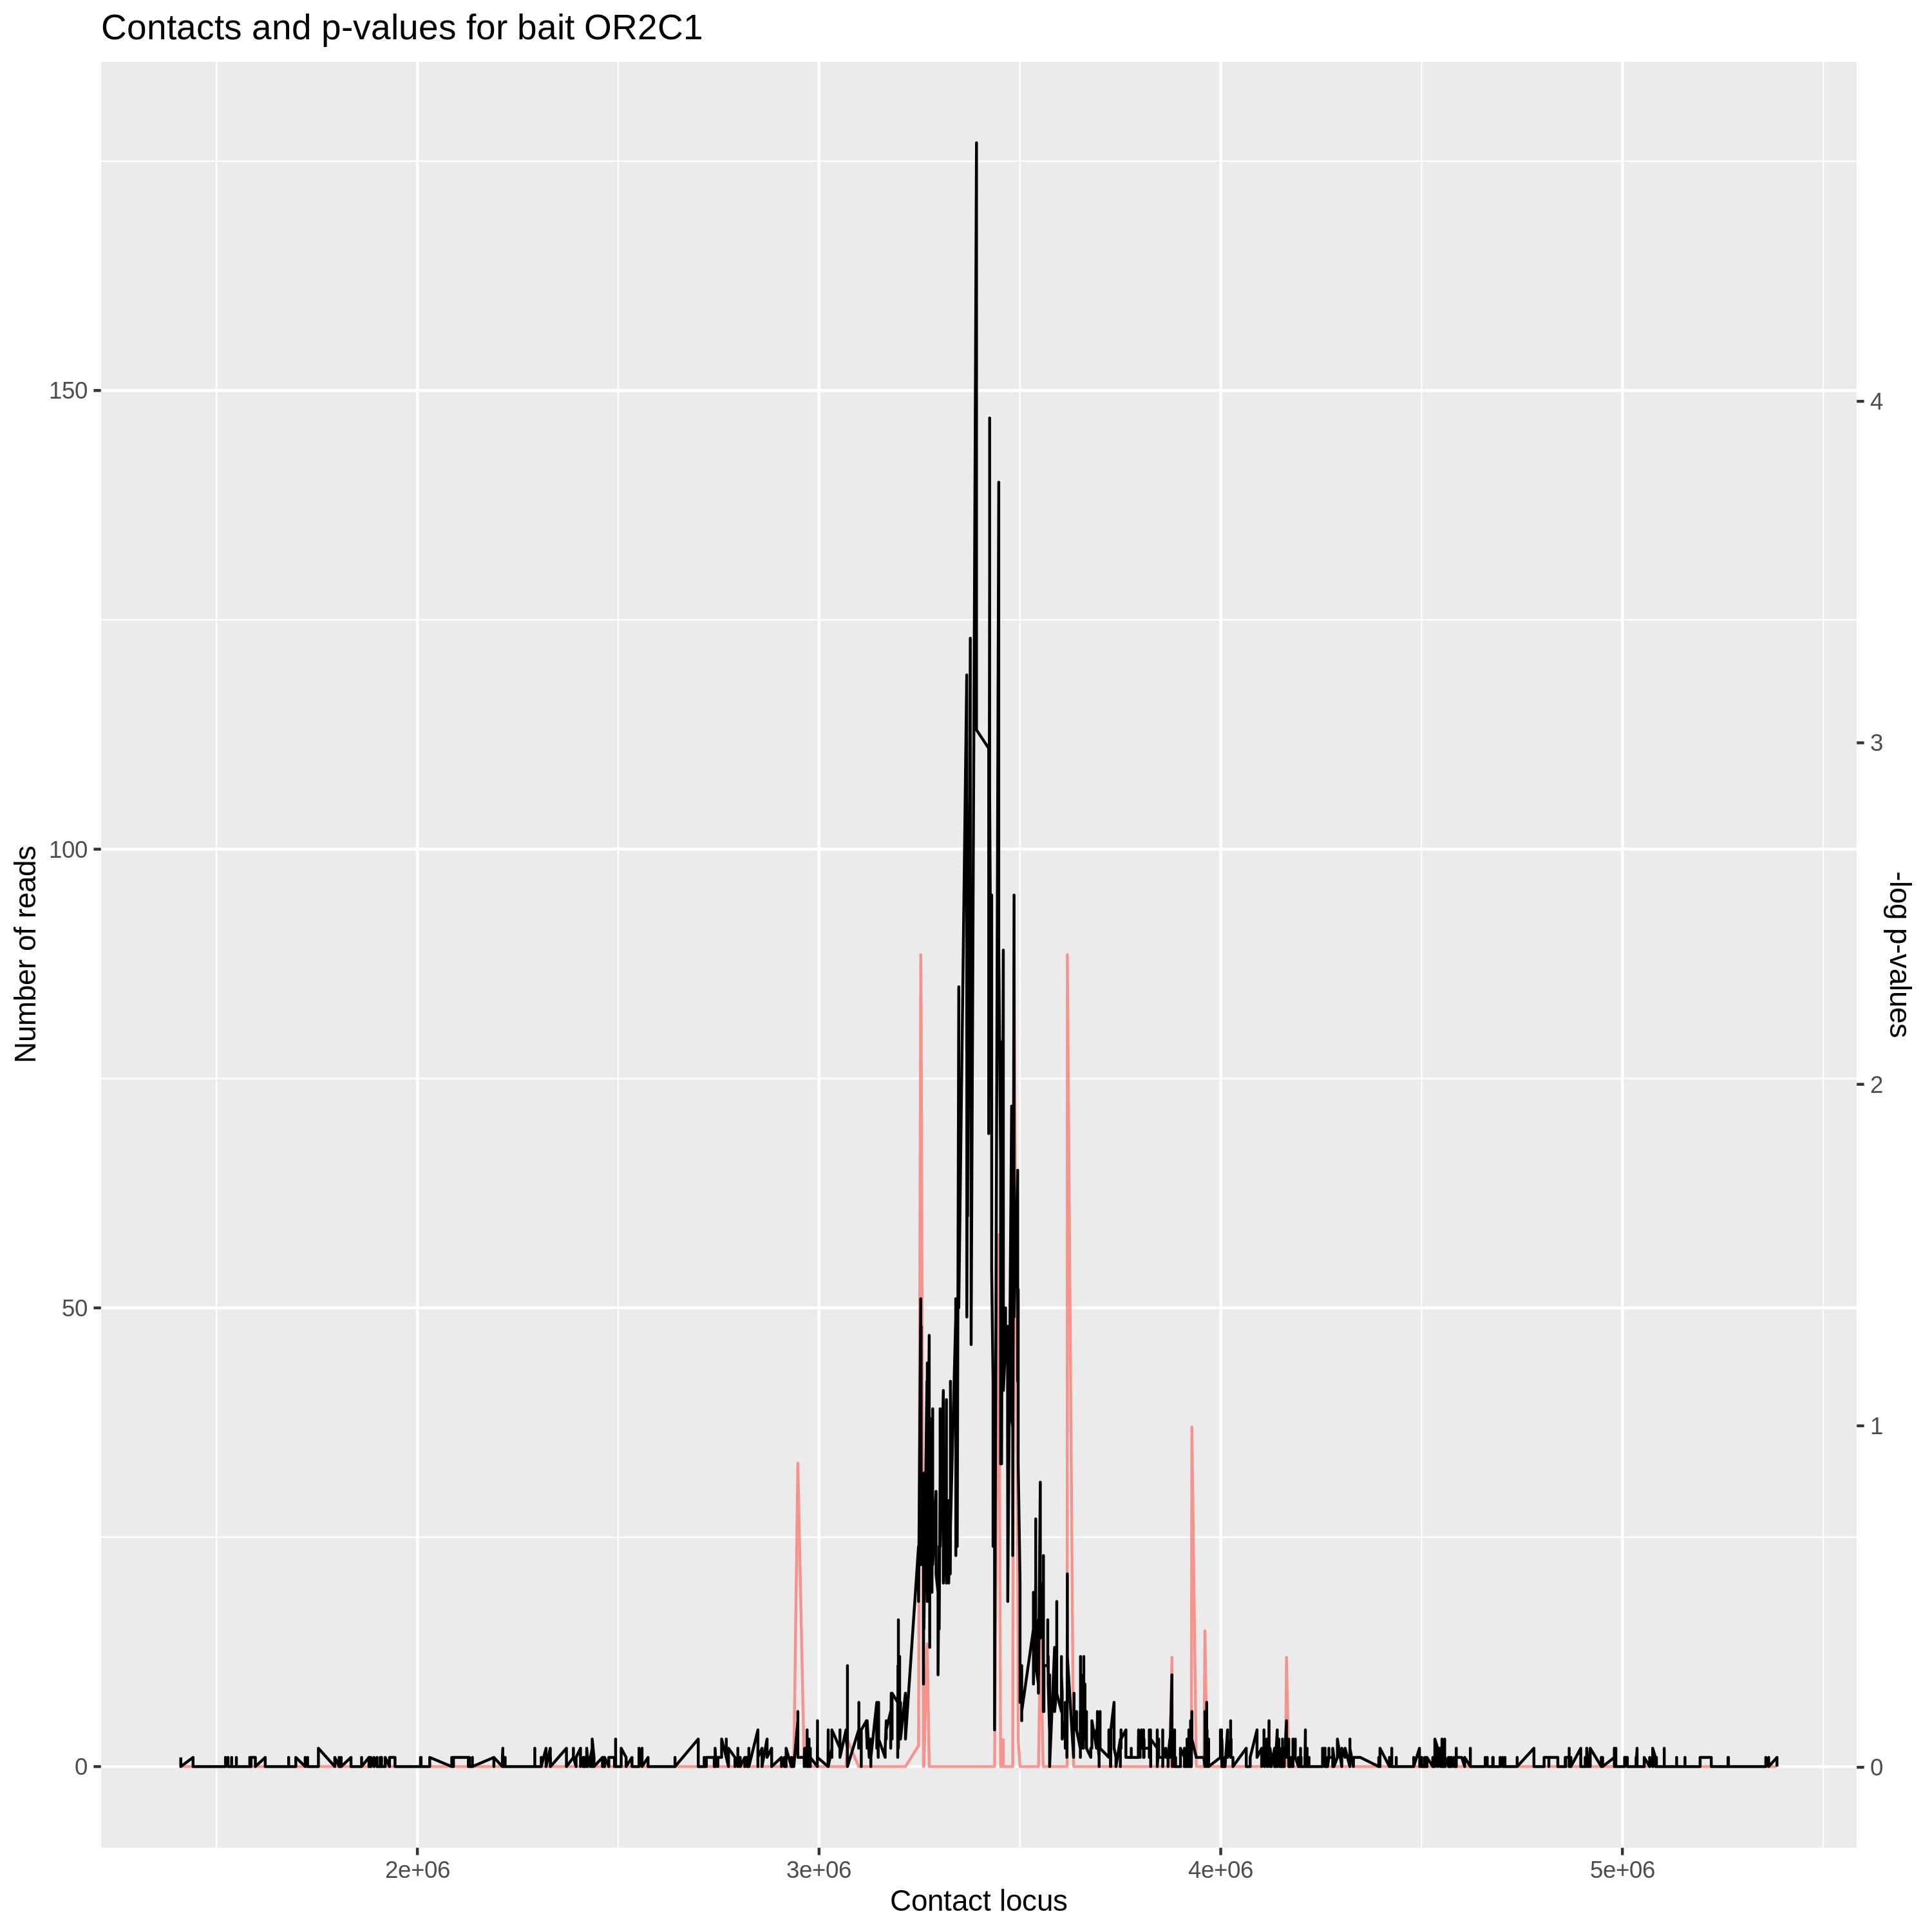 Contacts and p-values for bait OR2C1
150
100
50
0
Number of reads
4
3
2
1
0
-log p-values
2e+06
3e+06
4e+06
5e+06
Contact locus